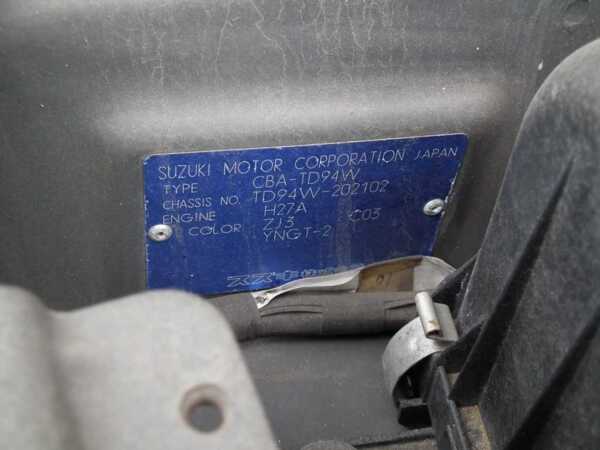 SUZUKI MOTOR CORPORATION JAPAN
TYPE CBA-TD94W
CHASSIS NO. TD94W-202102
ENGINE H27A
COLOR ZJ3 C03
YNGT-2